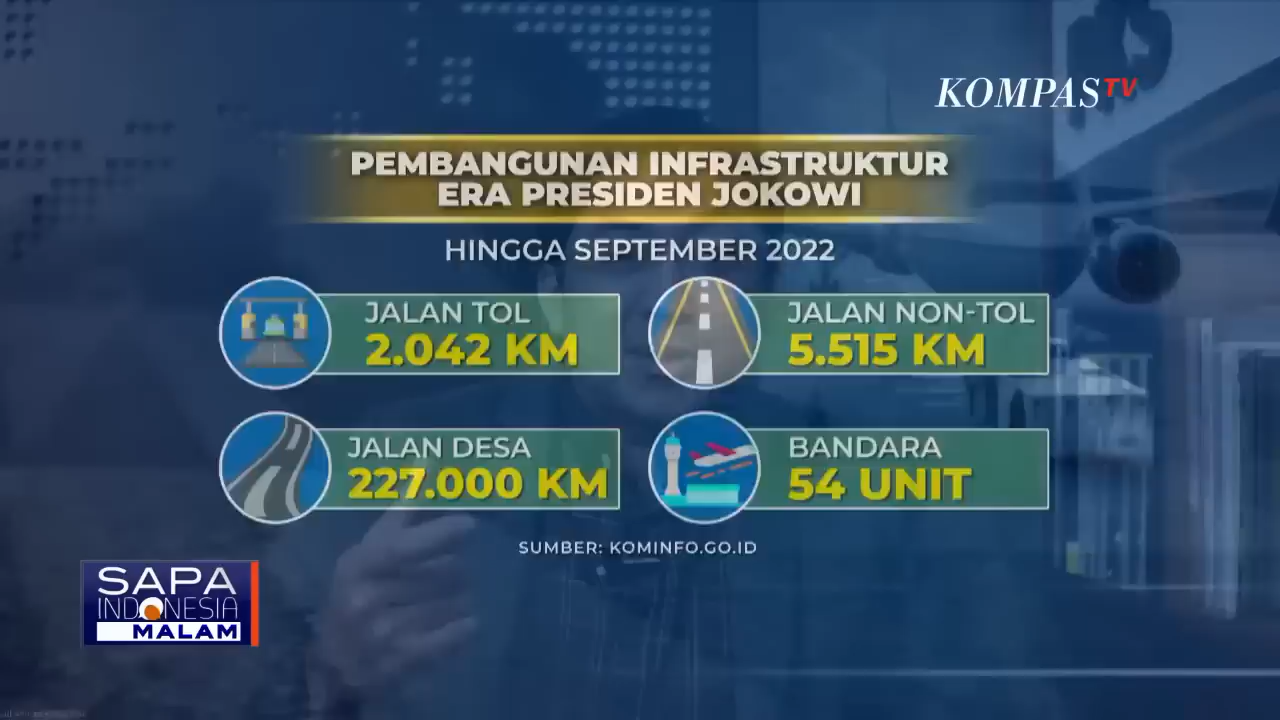 KOMPASTV
PEMBANGUNAN INFRASTRUKTUR
ERA PRESIDEN JOKOWI
HINGGA SEPTEMBER 2022
JALAN TOL
2.042 KM
JALAN NON-TOL
5.515 KM
JALAN DESA
227.000 KM
BANDARA
54 UNIT
SUMBER: KOMINFO.GO.ID
SAPA
INDONESIA
MALAM